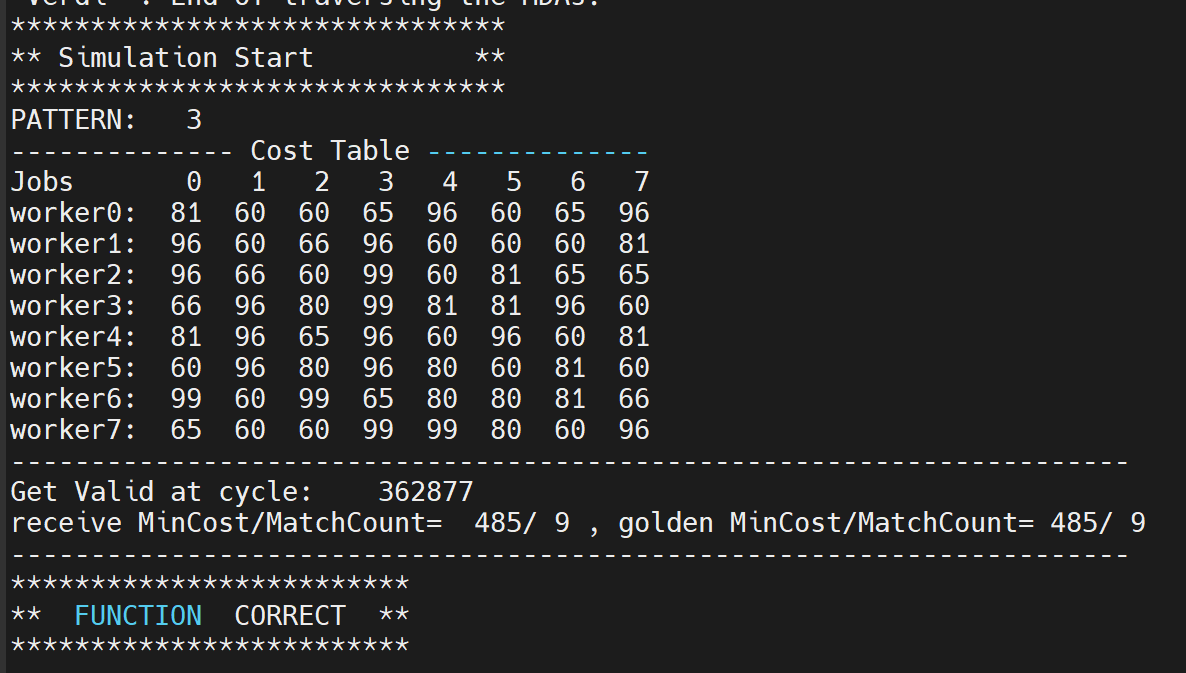 End of traversing the MDAs.
*******************************
** Simulation Start          **
*******************************
PATTERN:   3
-------------- Cost Table --------------
Jobs       0   1   2   3   4   5   6   7
worker0:  81  60  60  65  96  60  65  96
worker1:  96  60  66  96  60  60  60  81
worker2:  96  66  60  99  60  81  65  65
worker3:  66  96  80  99  81  81  96  60
worker4:  81  96  65  96  60  96  60  81
worker5:  60  96  80  96  80  60  81  60
worker6:  99  60  99  65  80  80  81  66
worker7:  65  60  60  99  99  80  60  96
----------------------------------------------------------------------
Get Valid at cycle:    362877
receive MinCost/MatchCount=  485/ 9 , golden MinCost/MatchCount= 485/ 9
----------------------------------------------------------------------
*************************
**  FUNCTION  CORRECT  **
*************************